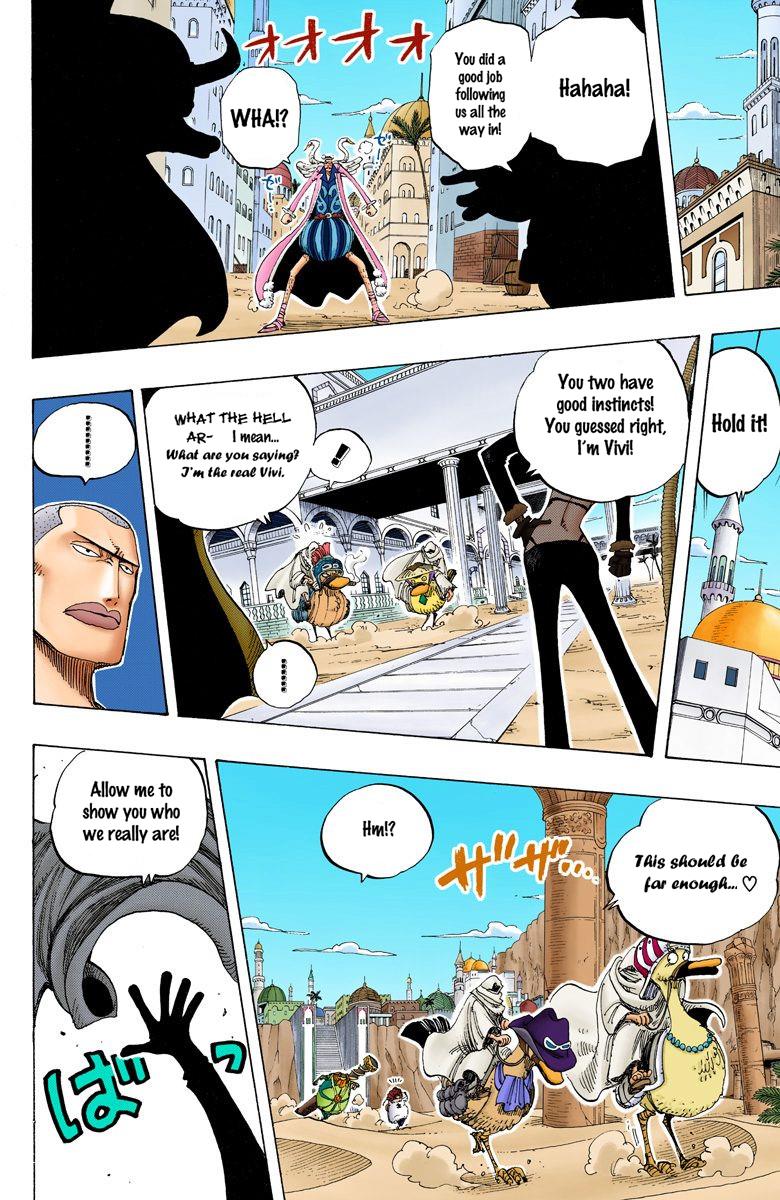 Hahaha!
You did a
good job
following
us all the
way in!
オオオオ
WHA!?
ゼ゛
ゼ゛
Hold it!
You two have
good instincts!
You guessed right,
I'm Vivi!
!
WHAT THE HELL
AR- I mean...
What are you saying?
I'm the real Vivi.
.......
.........
This should be
far enough... ♡
ザザ...
Hm!?
Allow me to
show you who
we really are!
ばっ